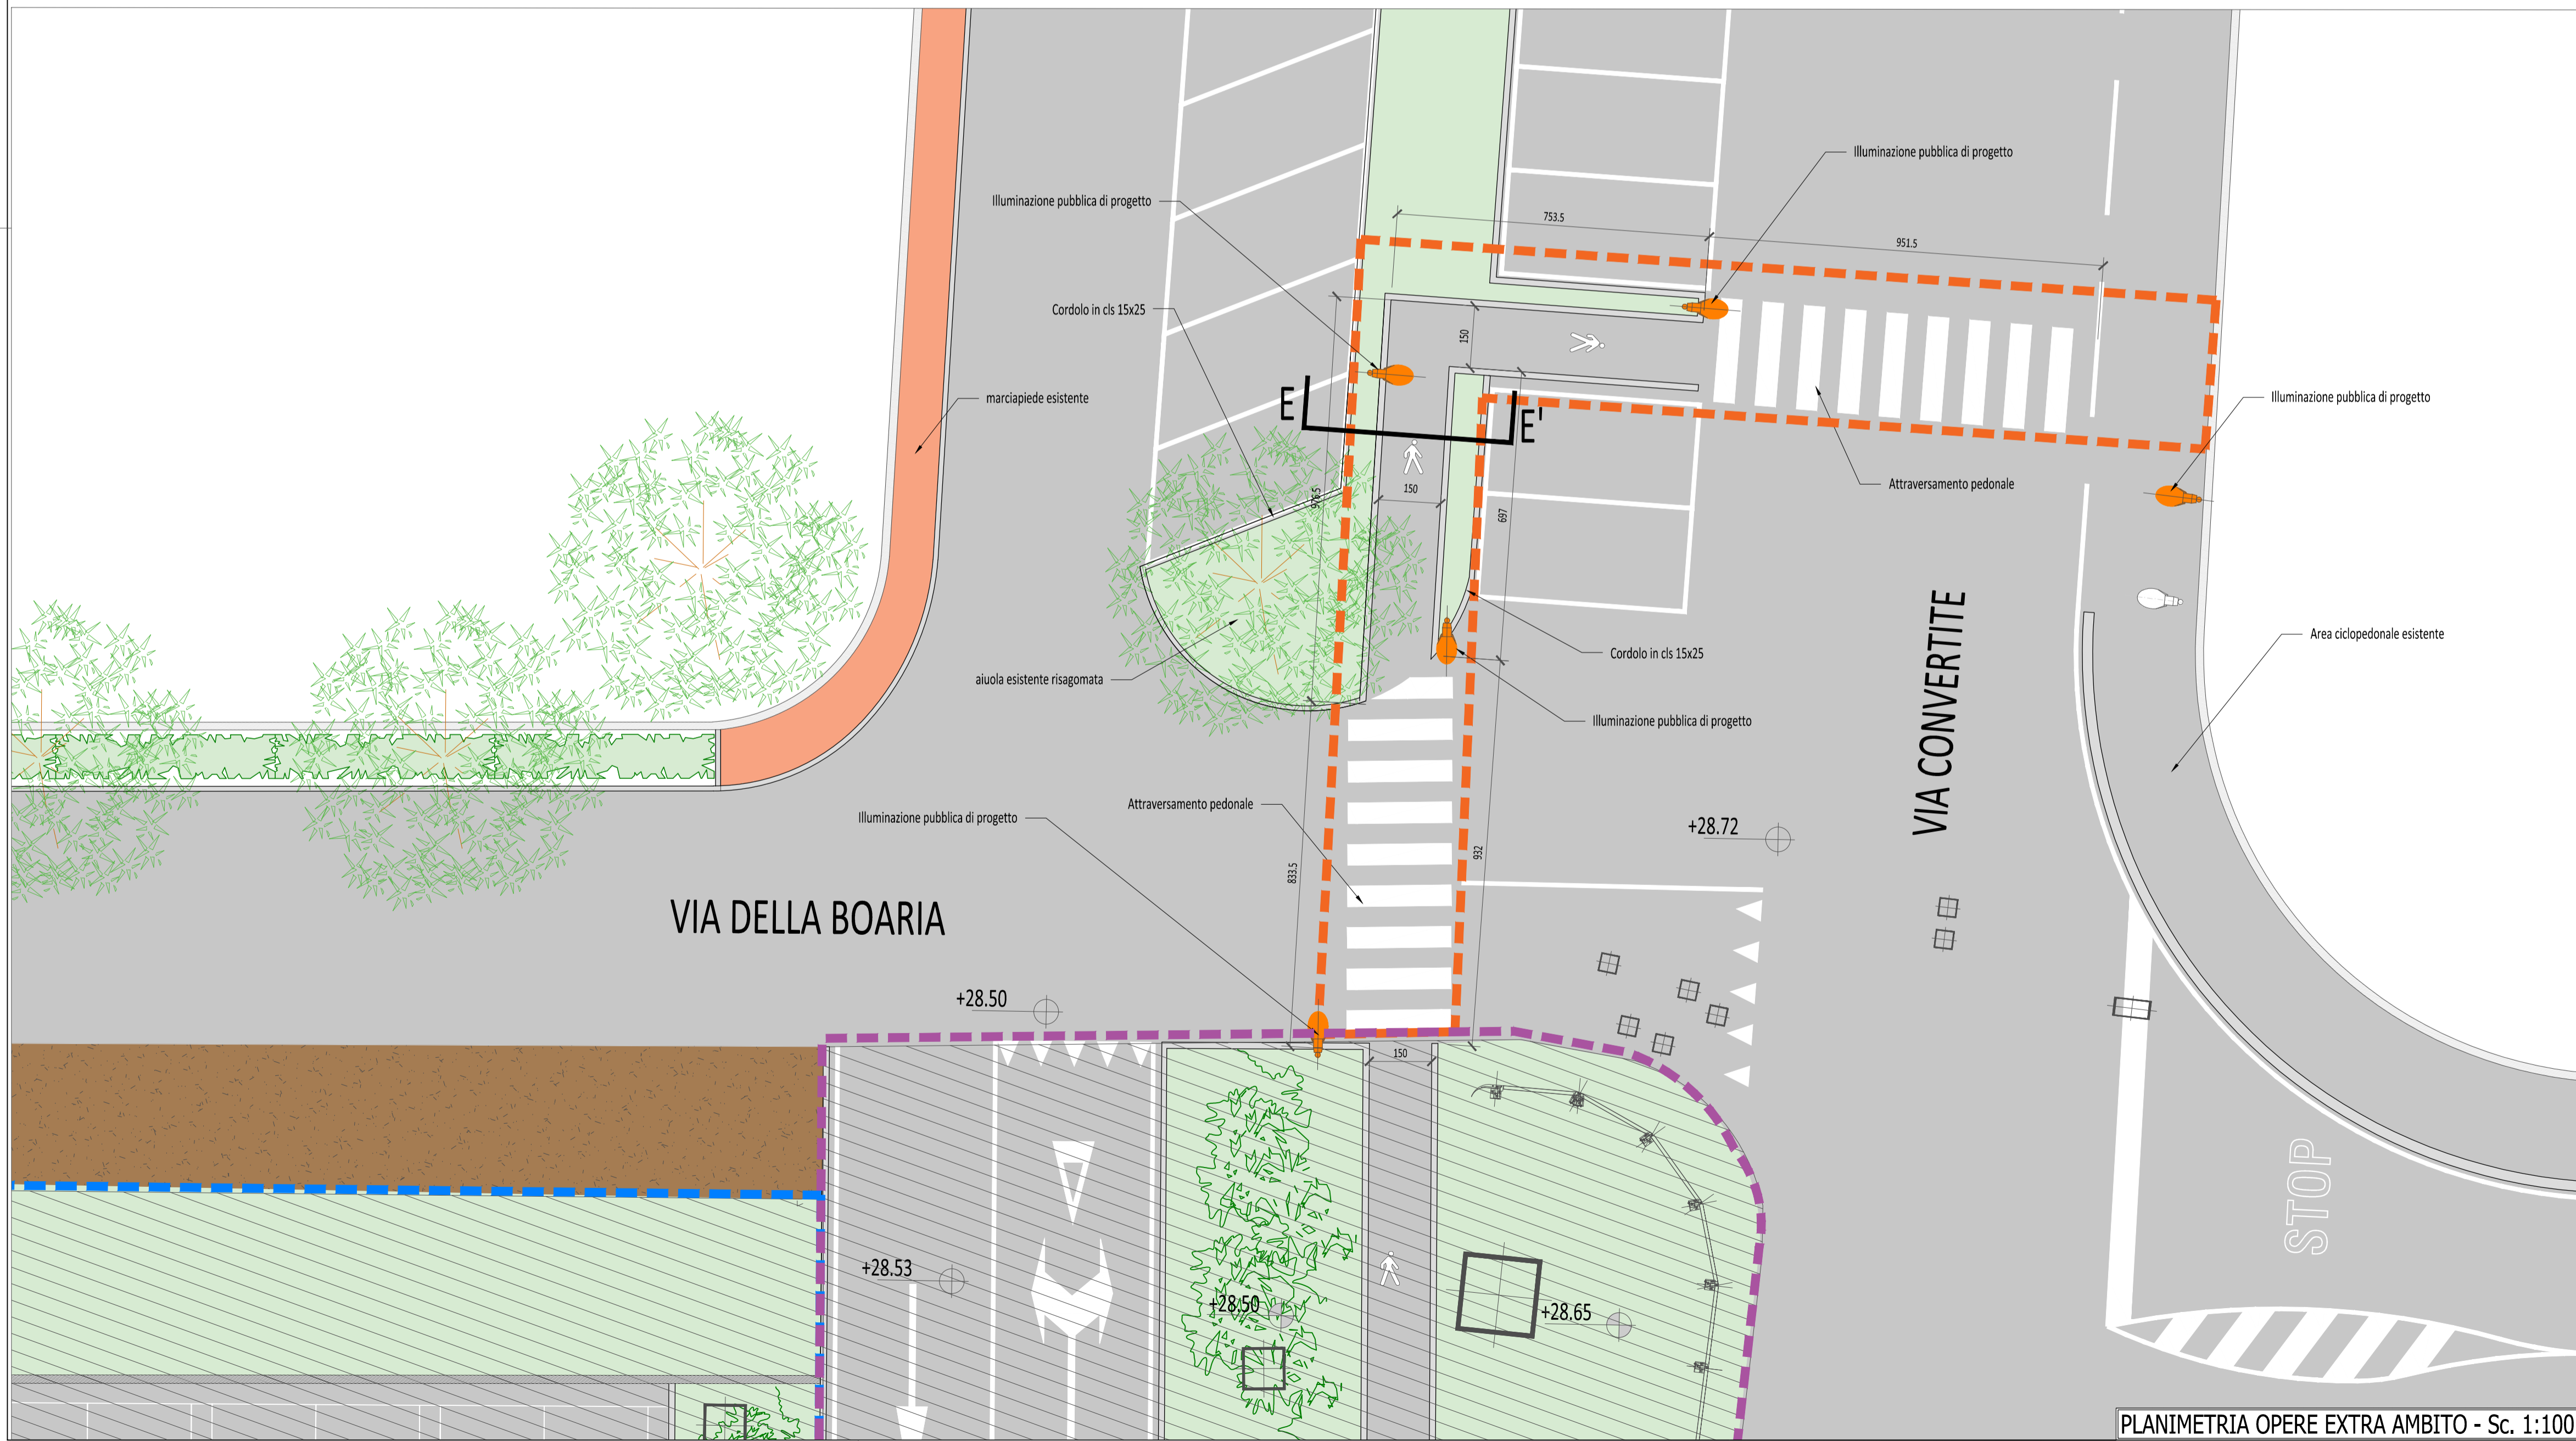 Illuminazione pubblica di progetto
Illuminazione pubblica di progetto
753.5
951.5
Cordolo in cls 15x25
150
marciapiede esistente
E
E'
Illuminazione pubblica di progetto
Attraversamento pedonale
976.5
150
697
VIA CONVERTITE
Area ciclopedonale esistente
Cordolo in cls 15x25
aiuola esistente risagomata
Illuminazione pubblica di progetto
Attraversamento pedonale
Illuminazione pubblica di progetto
+28.72
833.5
932
VIA DELLA BOARIA
+28.50
150
STOP
+28.53
+28.50
+28.65
PLANIMETRIA OPERE EXTRA AMBITO - Sc. 1:100